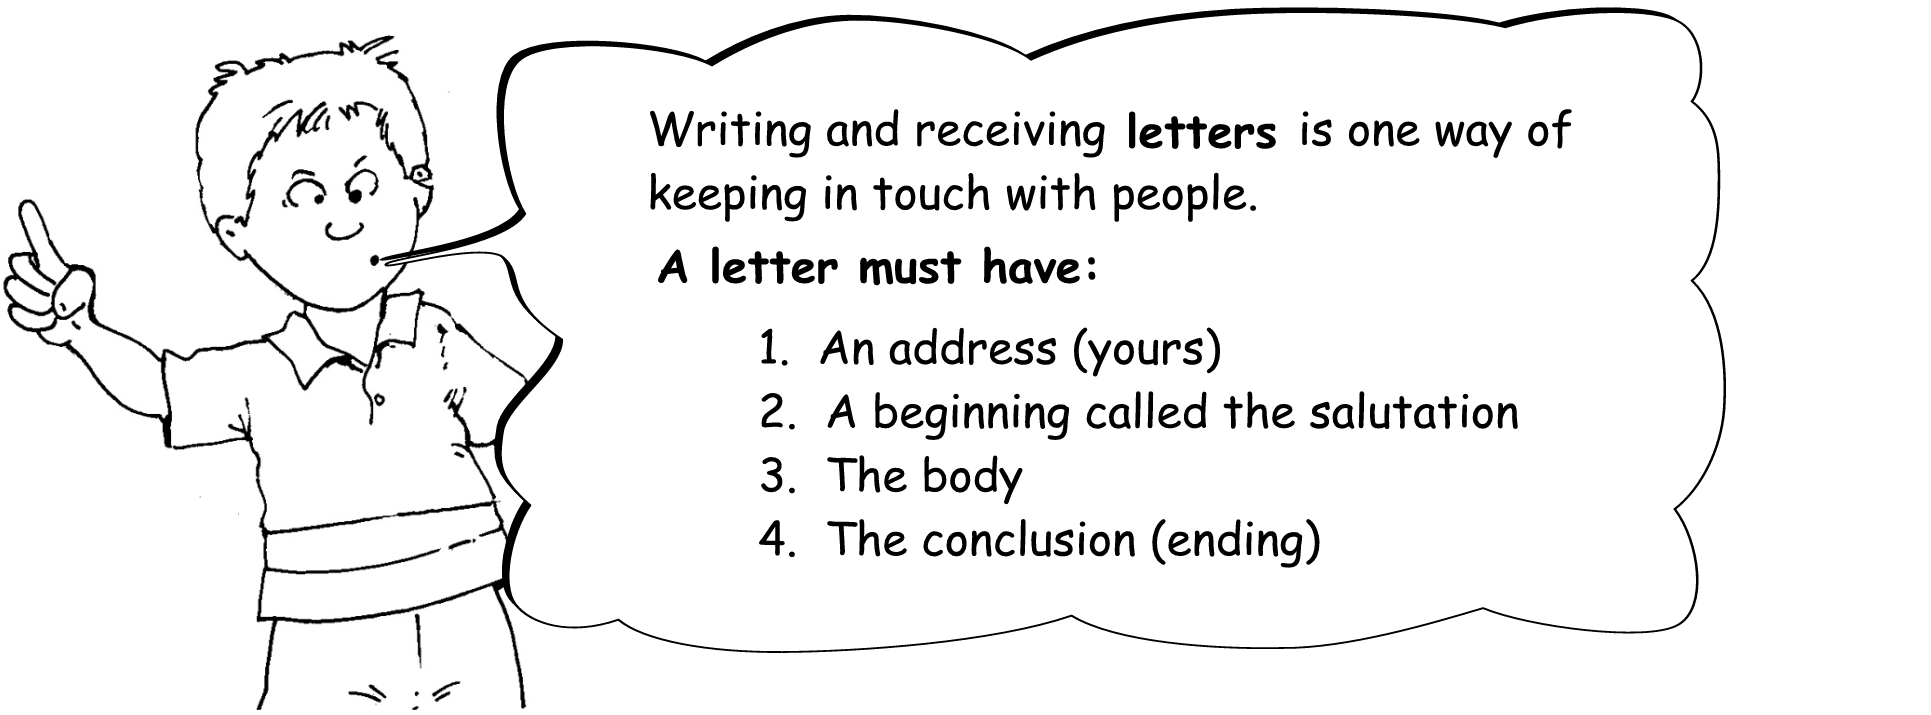 Writing and receiving letters is one way of
keeping in touch with people.
A letter must have:
1. An address (yours)
2. A beginning called the salutation
3. The body
4. The conclusion (ending)